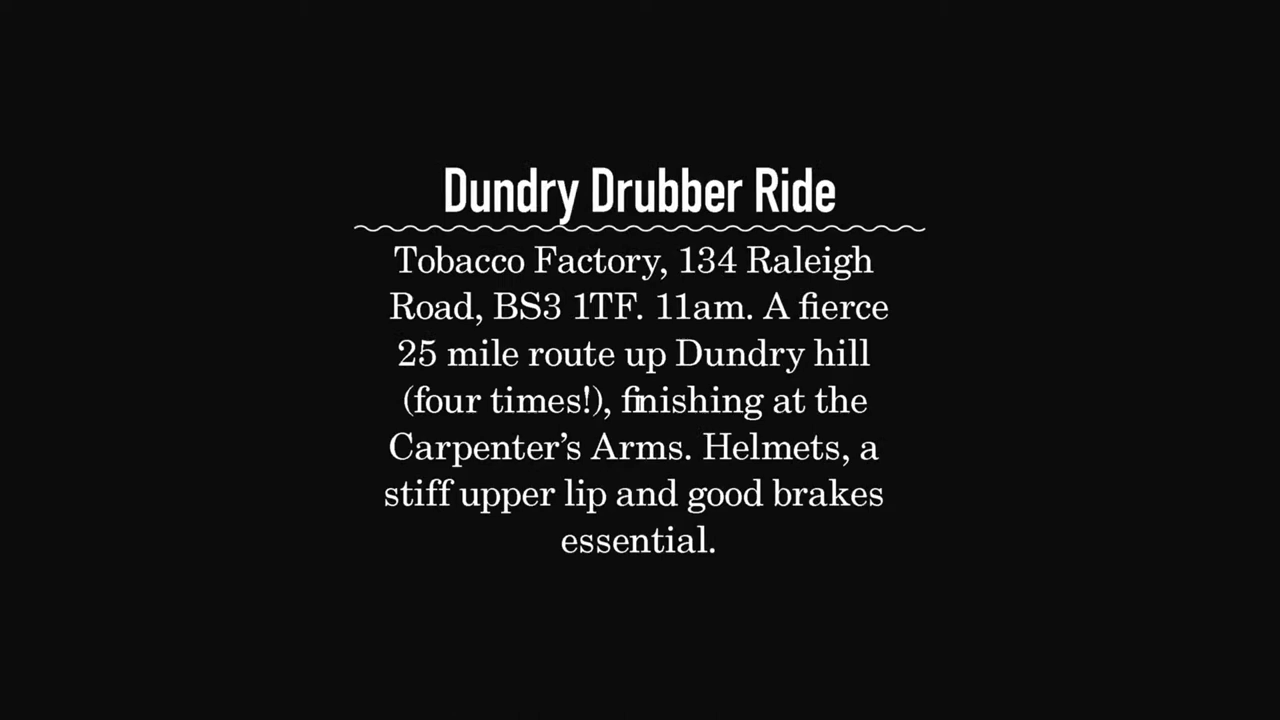 Dundry Drubber Ride
Tobacco Factory, 134 Raleigh
Road, BS3 1TF. 11am. A fierce
25 mile route up Dundry hill
(four times!), finishing at the
Carpenter’s Arms. Helmets, a
stiff upper lip and good brakes
essential.